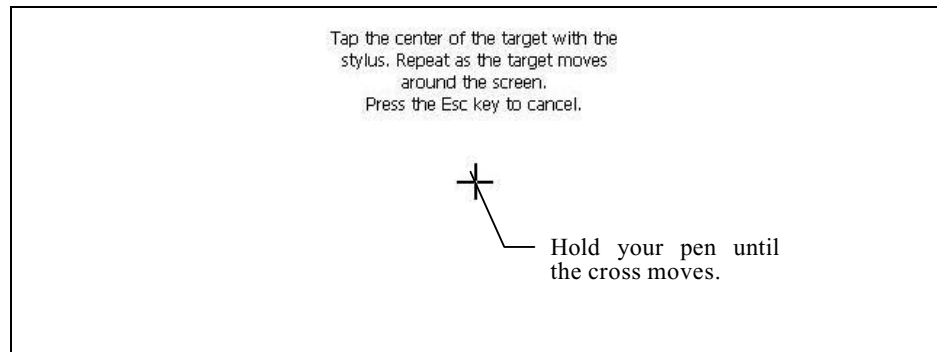 Tap the center of the target with the
stylus. Repeat as the target moves
around the screen.
Press the Esc key to cancel.
Hold your pen until
the cross moves.